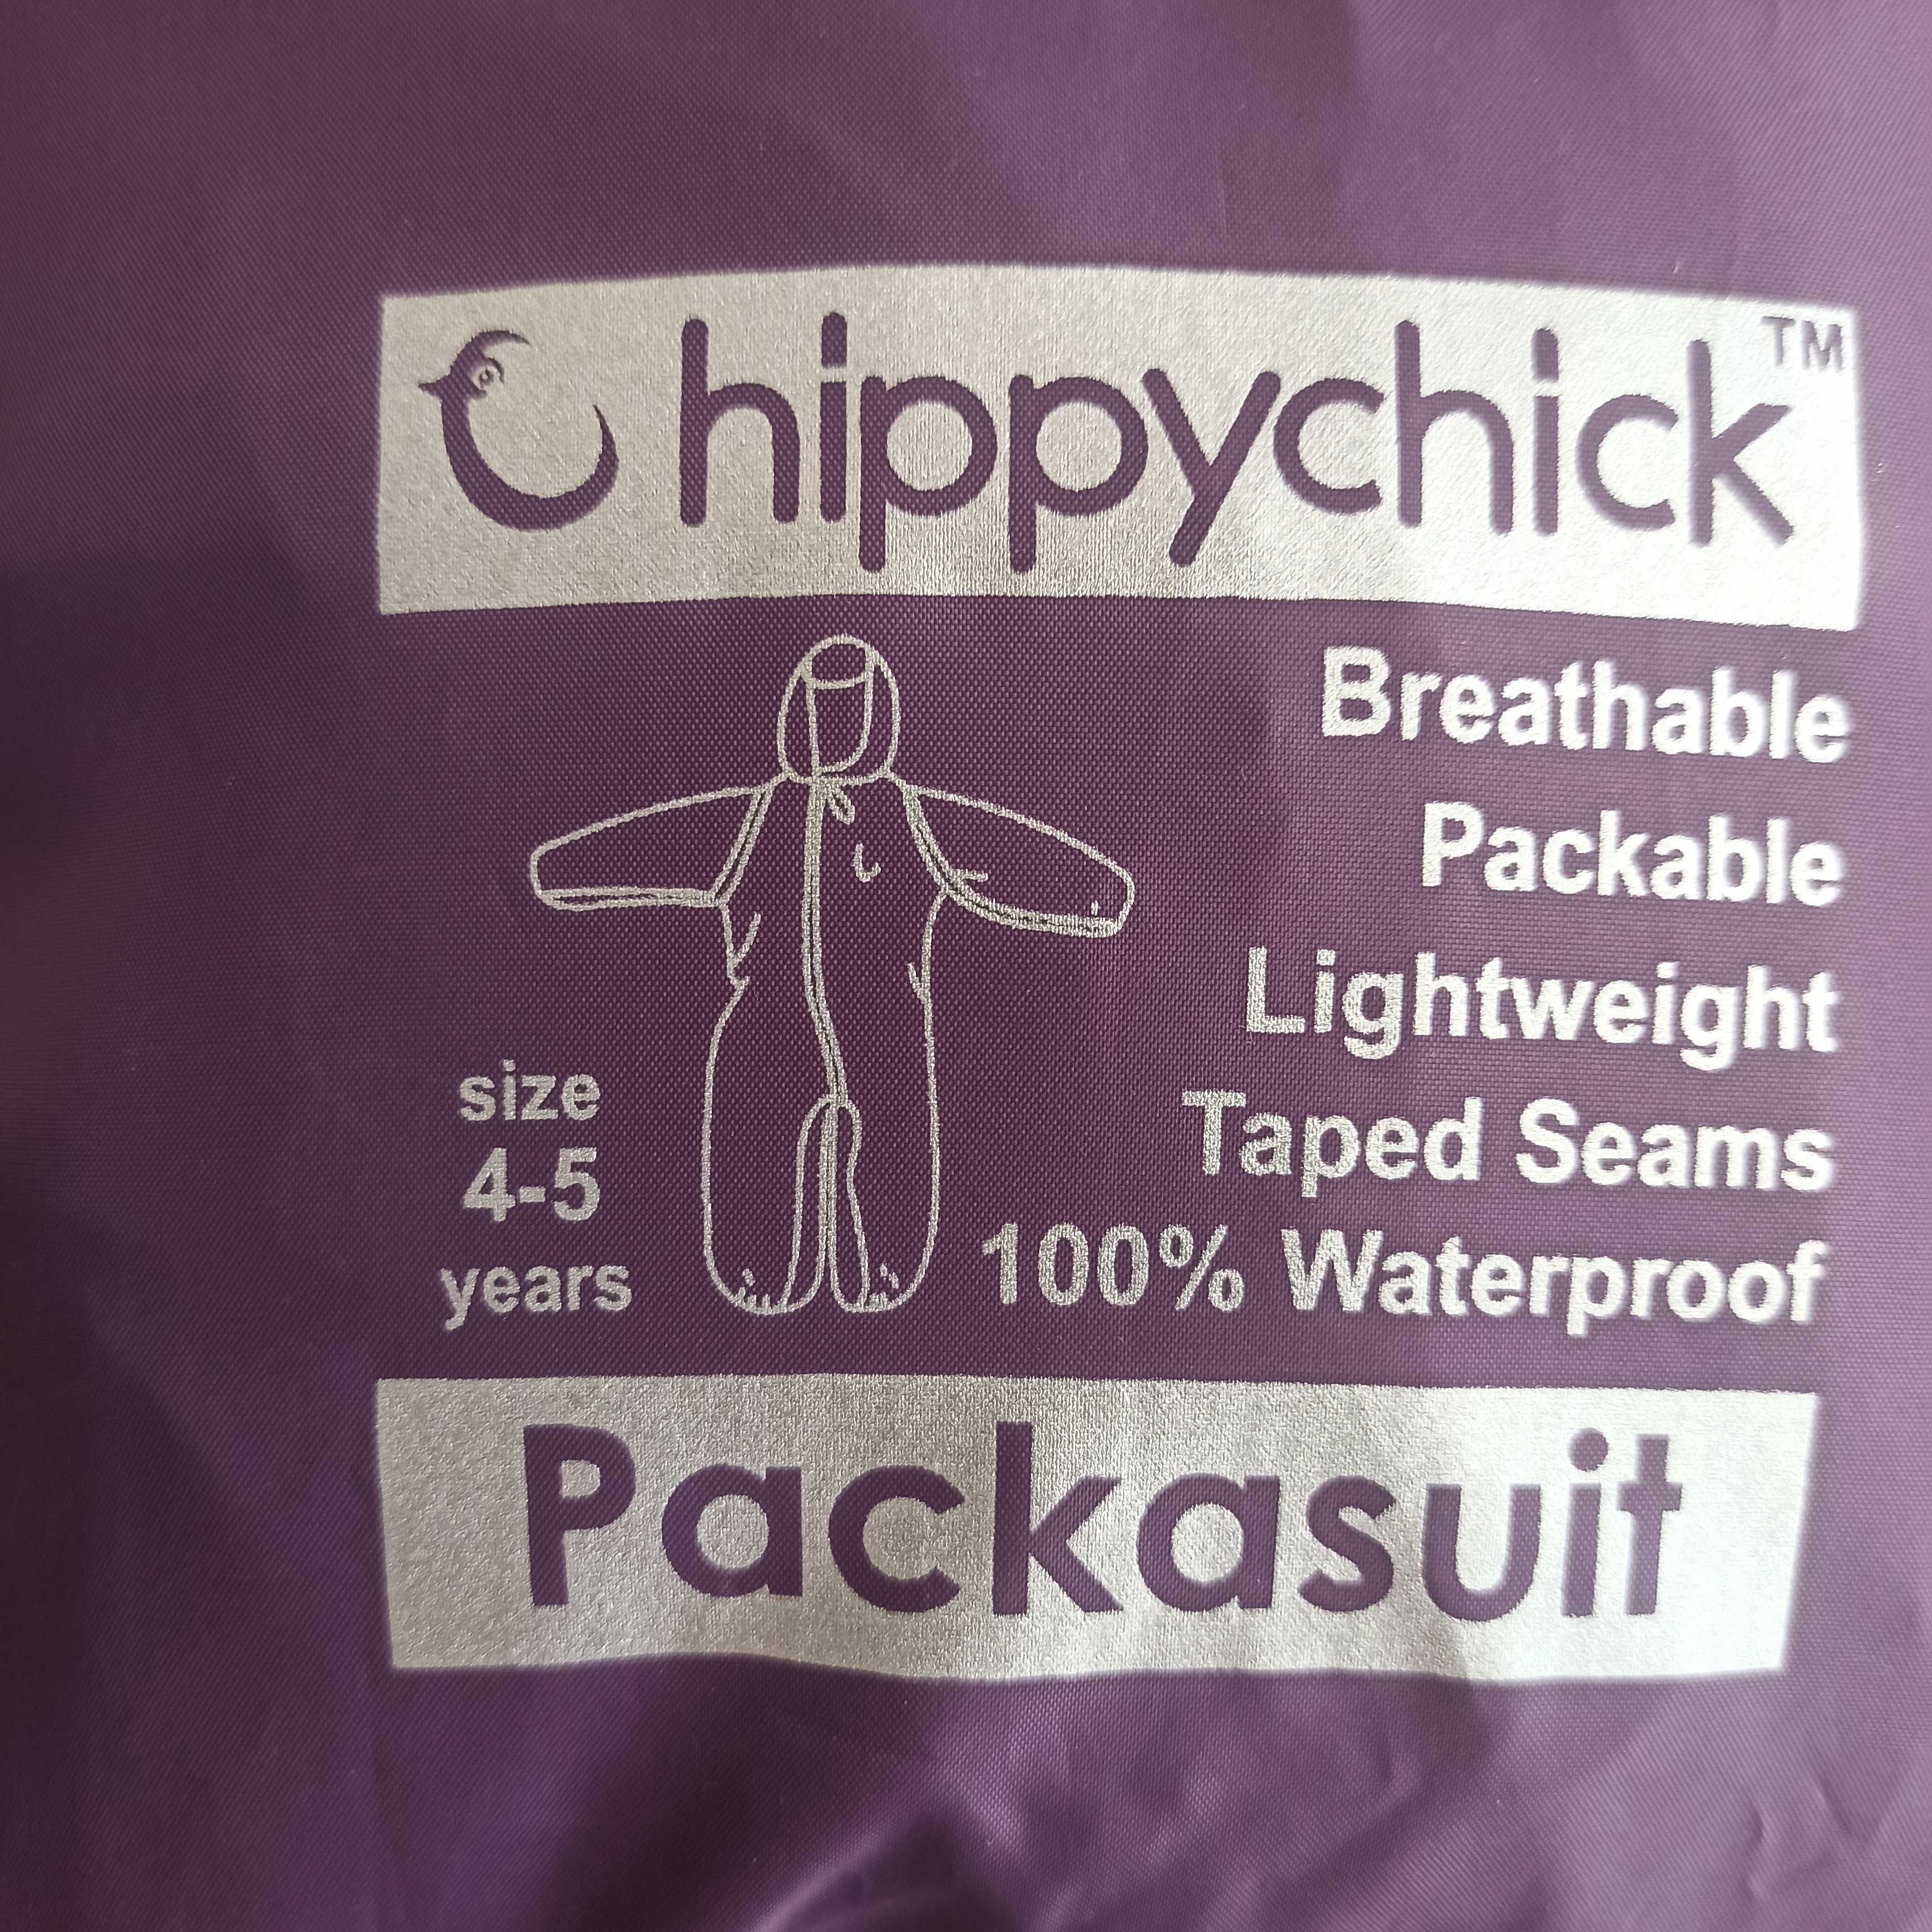 hippychick™
Breathable
Packable
Lightweight
Taped Seams
100% Waterproof
size
4-5
years
Packasuit